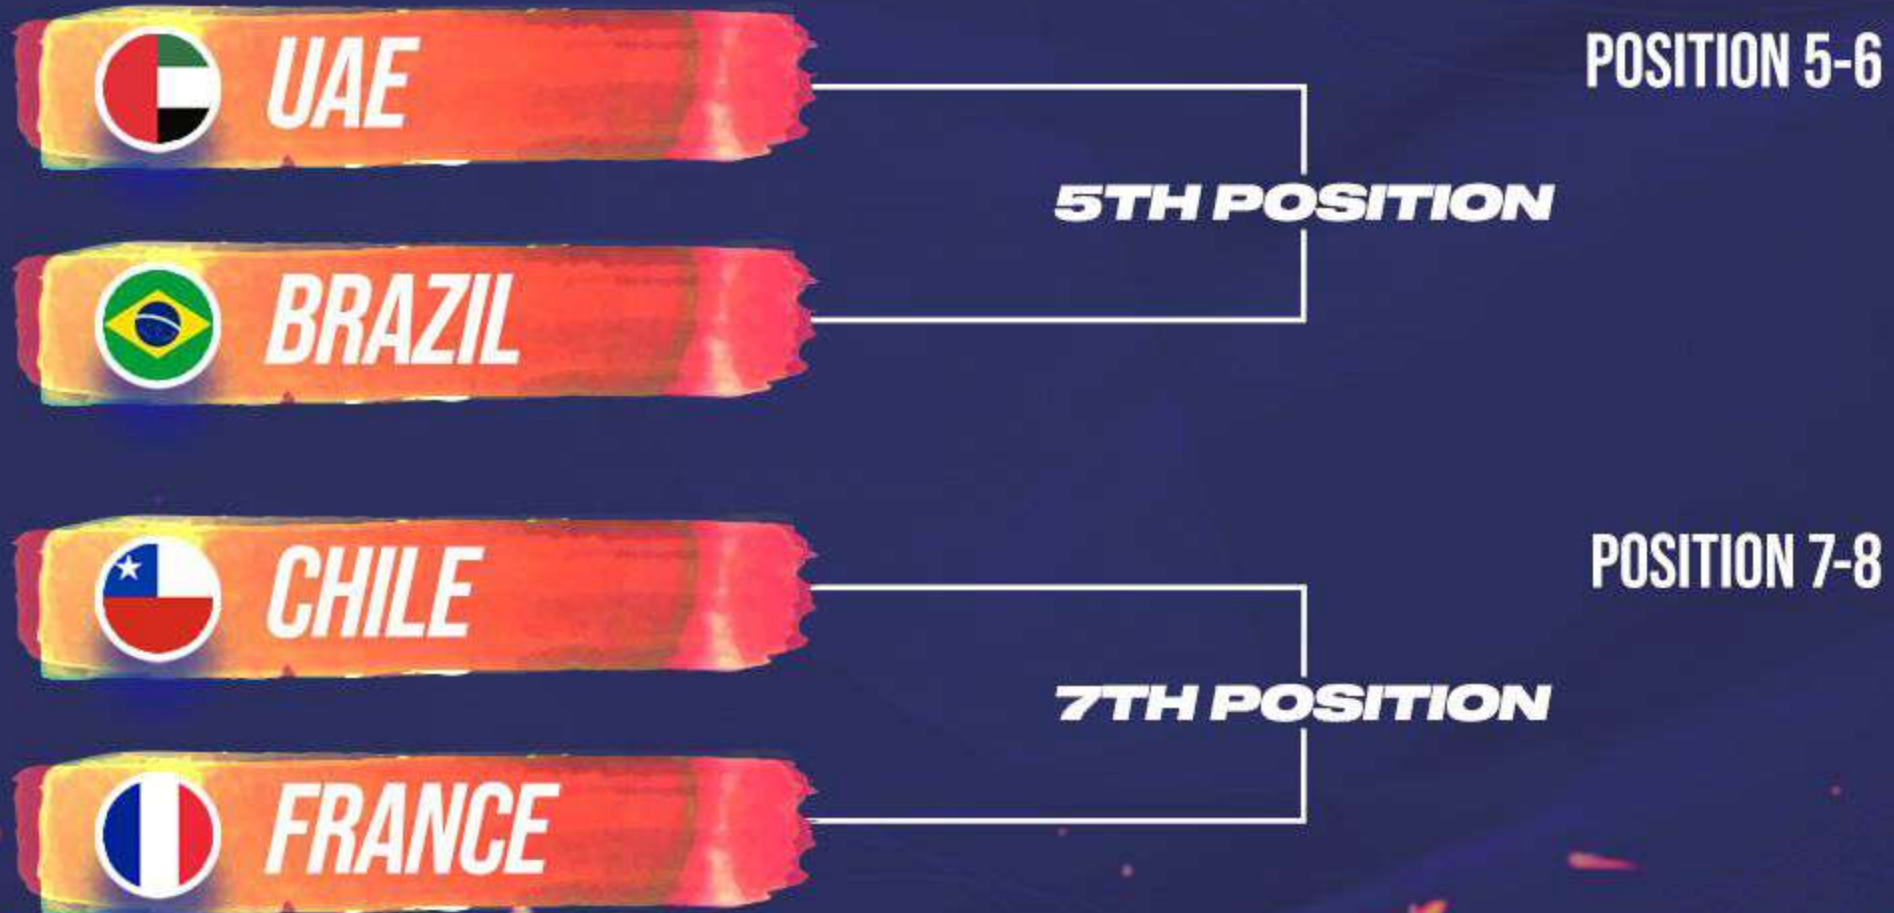 UAE
POSITION 5-6
5TH POSITION
BRAZIL
CHILE
POSITION 7-8
7TH POSITION
FRANCE